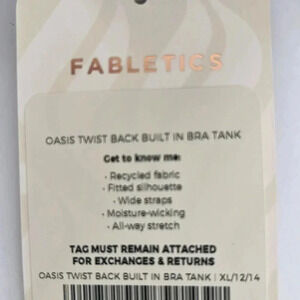 FABLETICS
OASIS TWIST BACK BUILT IN BRA TANK
Get to know me:
• Recycled fabric
• Fitted silhouette
• Wide straps
• Moisture-wicking
• All-way stretch
TAG MUST REMAIN ATTACHED
FOR EXCHANGES & RETURNS
OASIS TWIST BACK BUILT IN BRA TANK | XL/12/14